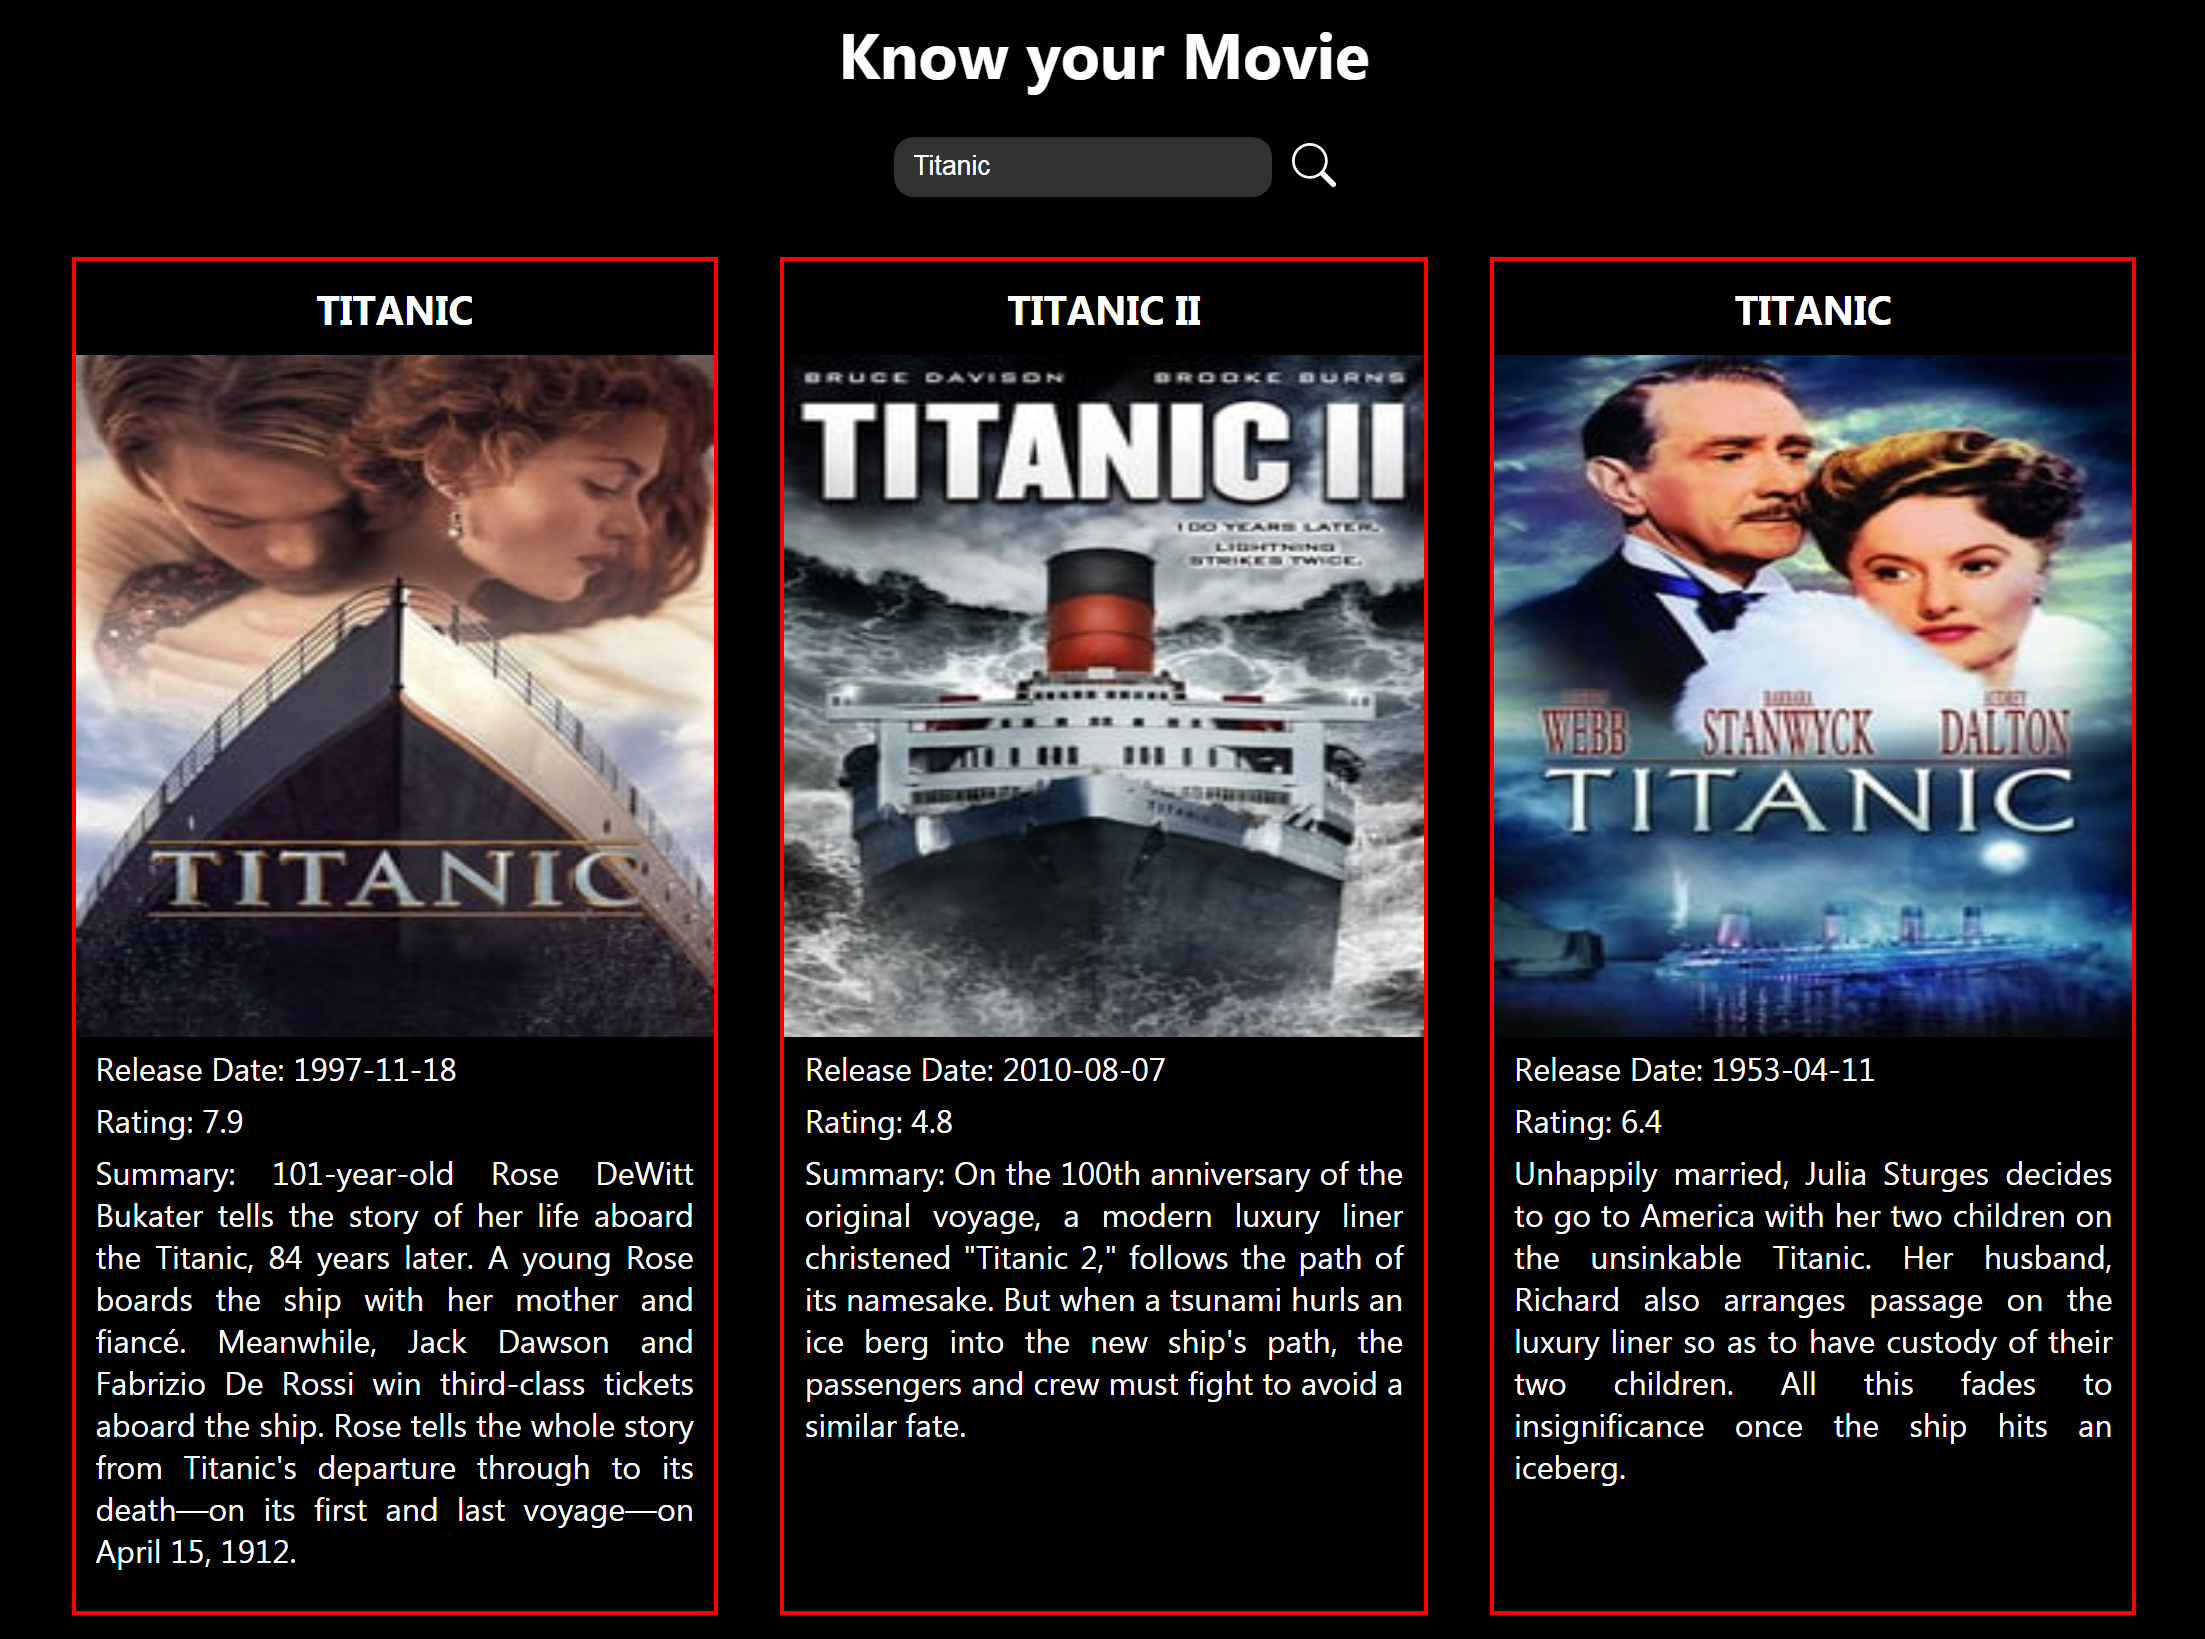 Know your Movie
Titanic
TITANIC
TITANIC
Release Date: 1997-11-18
Rating: 7.9
Summary: 101-year-old Rose DeWitt
Bukater tells the story of her life aboard
the Titanic, 84 years later. A young Rose
boards the ship with her mother and
fiancé. Meanwhile, Jack Dawson and
Fabrizio De Rossi win third-class tickets
aboard the ship. Rose tells the whole story
from Titanic's departure through to its
death—on its first and last voyage—on
April 15, 1912.
TITANIC II
BRUCE DAVISON BROOKE BURNS
TITANIC II
100 YEARS LATER,
LIGHTNING
STRIKES TWICE.
TITANIC
Release Date: 2010-08-07
Rating: 4.8
Summary: On the 100th anniversary of the
original voyage, a modern luxury liner
christened "Titanic 2," follows the path of
its namesake. But when a tsunami hurls an
ice berg into the new ship's path, the
passengers and crew must fight to avoid a
similar fate.
TITANIC
BARBARA AUDREY
WEBB STANWYCK DALTON
TITANIC
Release Date: 1953-04-11
Rating: 6.4
Unhappily married, Julia Sturges decides
to go to America with her two children on
the unsinkable Titanic. Her husband,
Richard also arranges passage on the
luxury liner so as to have custody of their
two children. All this fades to
insignificance once the ship hits an
iceberg.